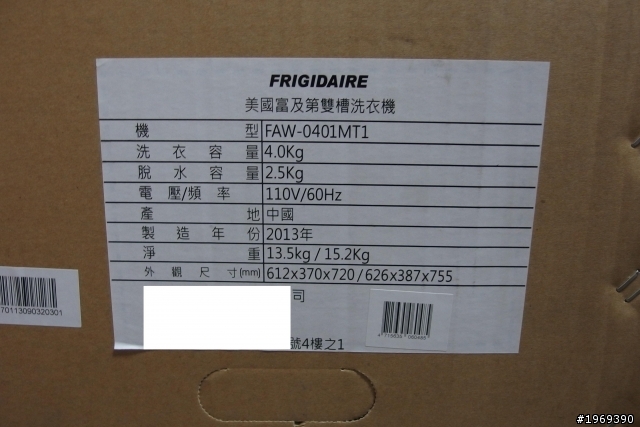 FRIGIDAIRE
美國富及第雙槽洗衣機
機 型 FAW-0401MT1
洗衣容量 4.0Kg
脫水容量 2.5Kg
電壓/頻率 110V/60Hz
產 地 中國
製造年份 2013年
淨 重 13.5kg / 15.2Kg
外觀尺寸(mm) 612x370x720 / 626x387x755
司
號4樓之1
70113090320301
#1969390